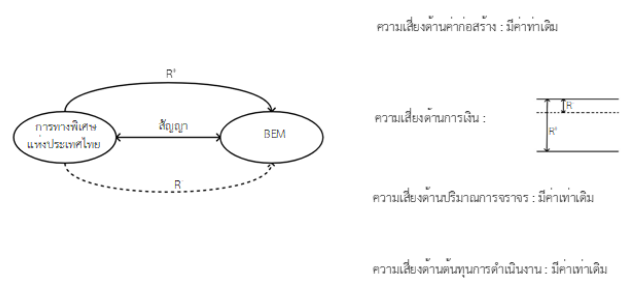 ความเสี่ยงด้านค่าก่อสร้าง : มีค่าเท่าเดิม
R'
การทางพิเศษ
แห่งประเทศไทย
สัญญา
BEM
R
ความเสี่ยงด้านการเงิน :
R
R'
ความเสี่ยงด้านปริมาณการจราจร : มีค่าเท่าเดิม
ความเสี่ยงด้านต้นทุนการดำเนินงาน : มีค่าเท่าเดิม